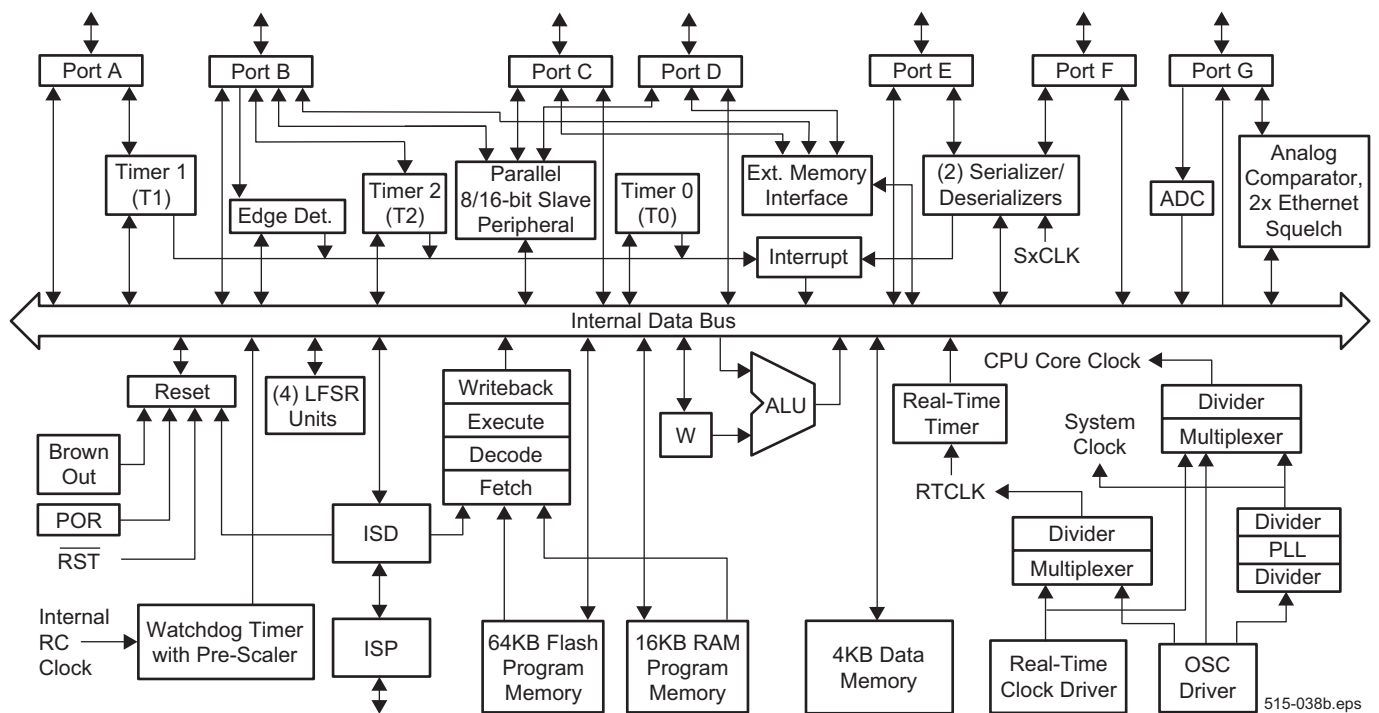 Port A
Port B
Port C
Port D
Port E
Port F
Port G
Timer 1
(T1)
Edge Det.
Timer 2
(T2)
Parallel
8/16-bit Slave
Peripheral
Timer 0
(T0)
Ext. Memory
Interface
Interrupt
(2) Serializer/
Deserializers
SxCLK
ADC
Analog
Comparator,
2x Ethernet
Squelch
Internal Data Bus
Reset
Brown
Out
POR
RST
Internal
RC
Clock
Watchdog Timer
with Pre-Scaler
(4) LFSR
Units
ISD
ISP
Writeback
Execute
Decode
Fetch
64KB Flash
Program
Memory
16KB RAM
Program
Memory
W
ALU
4KB Data
Memory
Real-Time
Timer
RTCLK
CPU Core Clock
System
Clock
Divider
Multiplexer
Divider
Multiplexer
Divider
PLL
Divider
Real-Time
Clock Driver
OSC
Driver
515-038b.eps